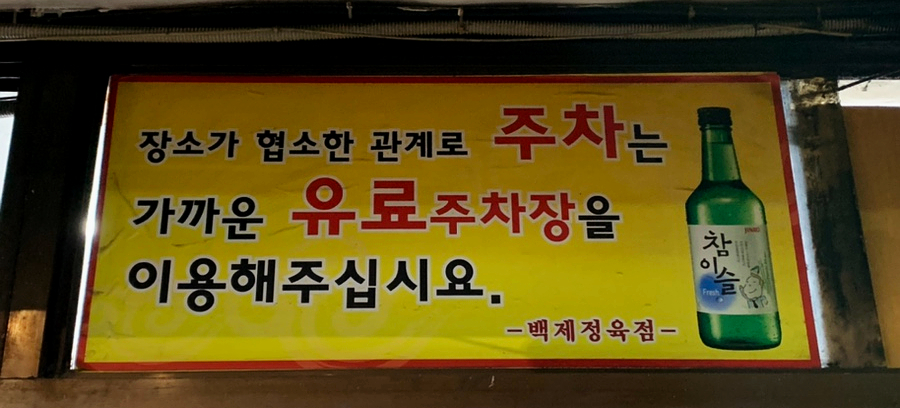 장소가 협소한 관계로 주차는
가까운 유료주차장을
이용해주십시요.
-백제정육점-
참이슬
Fresh